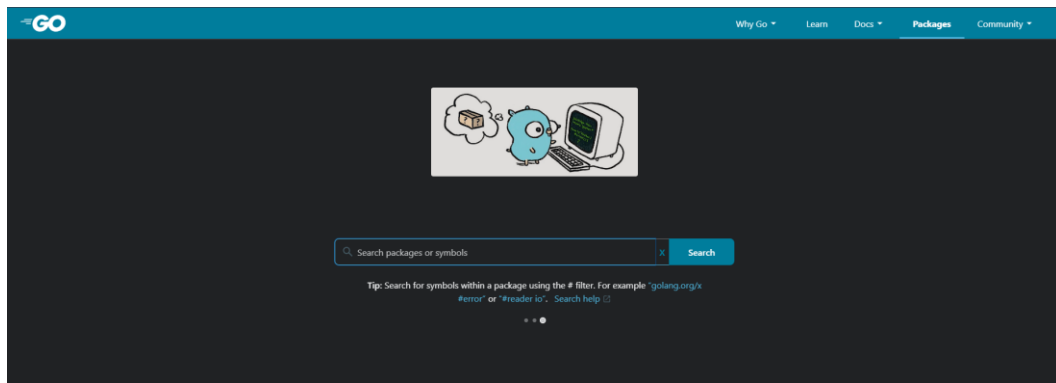 GO
Why Go
Learn
Docs
Packages
Community
Search packages or symbols
X
Search
Tip: Search for symbols within a package using the # filter. For example "golang.org/x
#error" or "#reader io". Search help